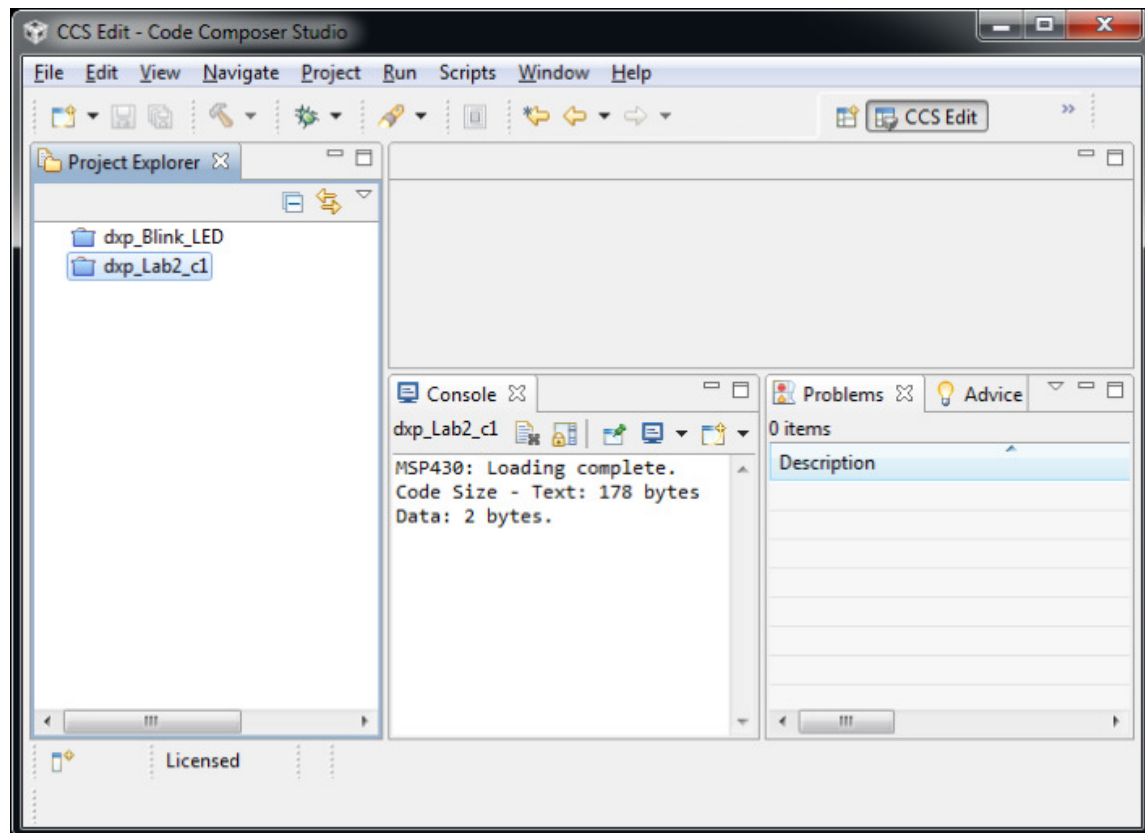 CCS Edit - Code Composer Studio
File Edit View Navigate Project Run Scripts Window Help
CCS Edit
Project Explorer
dxp_Blink_LED
dxp_Lab2_c1
Console
dxp_Lab2_c1
MSP430: Loading complete.
Code Size - Text: 178 bytes
Data: 2 bytes.
Problems Advice
0 items
Description
Licensed